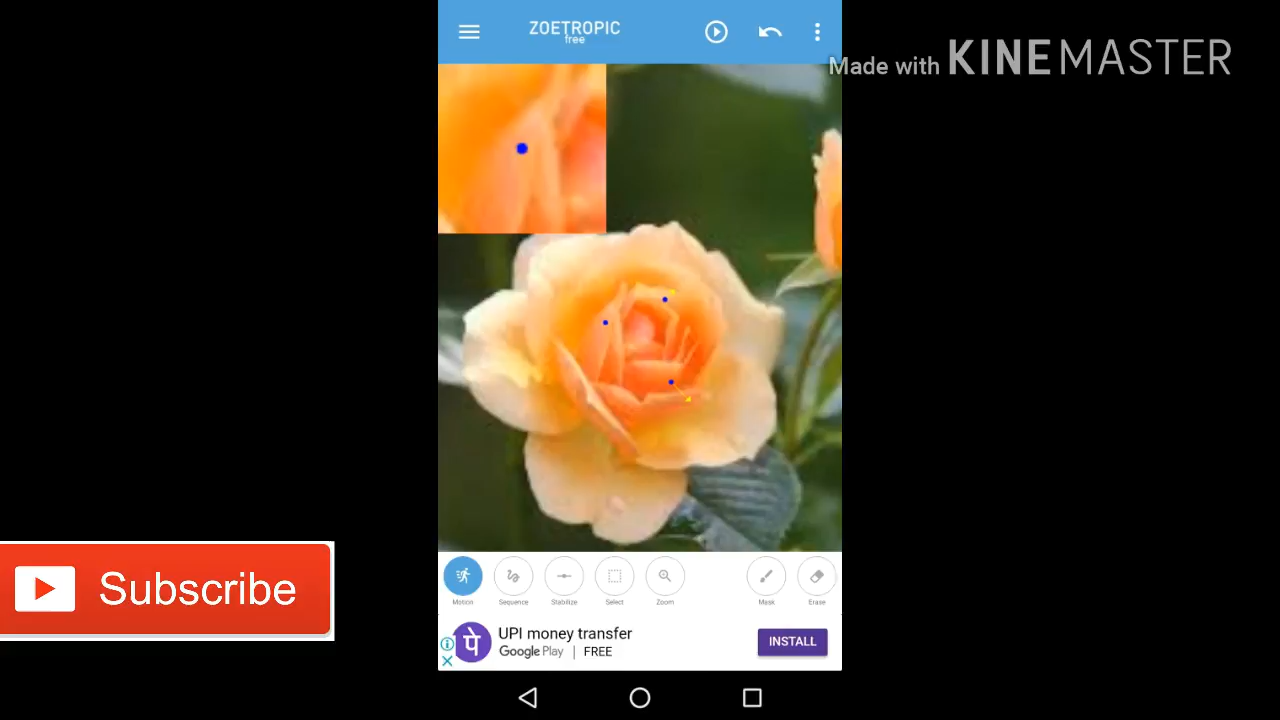 ZOETROPIC
free
Made with KINEMASTER
Subscribe
Motion
Sequence
Stabilize
Select
Zoom
Mask
Erase
पे
UPI money transfer
Google Play | FREE
INSTALL